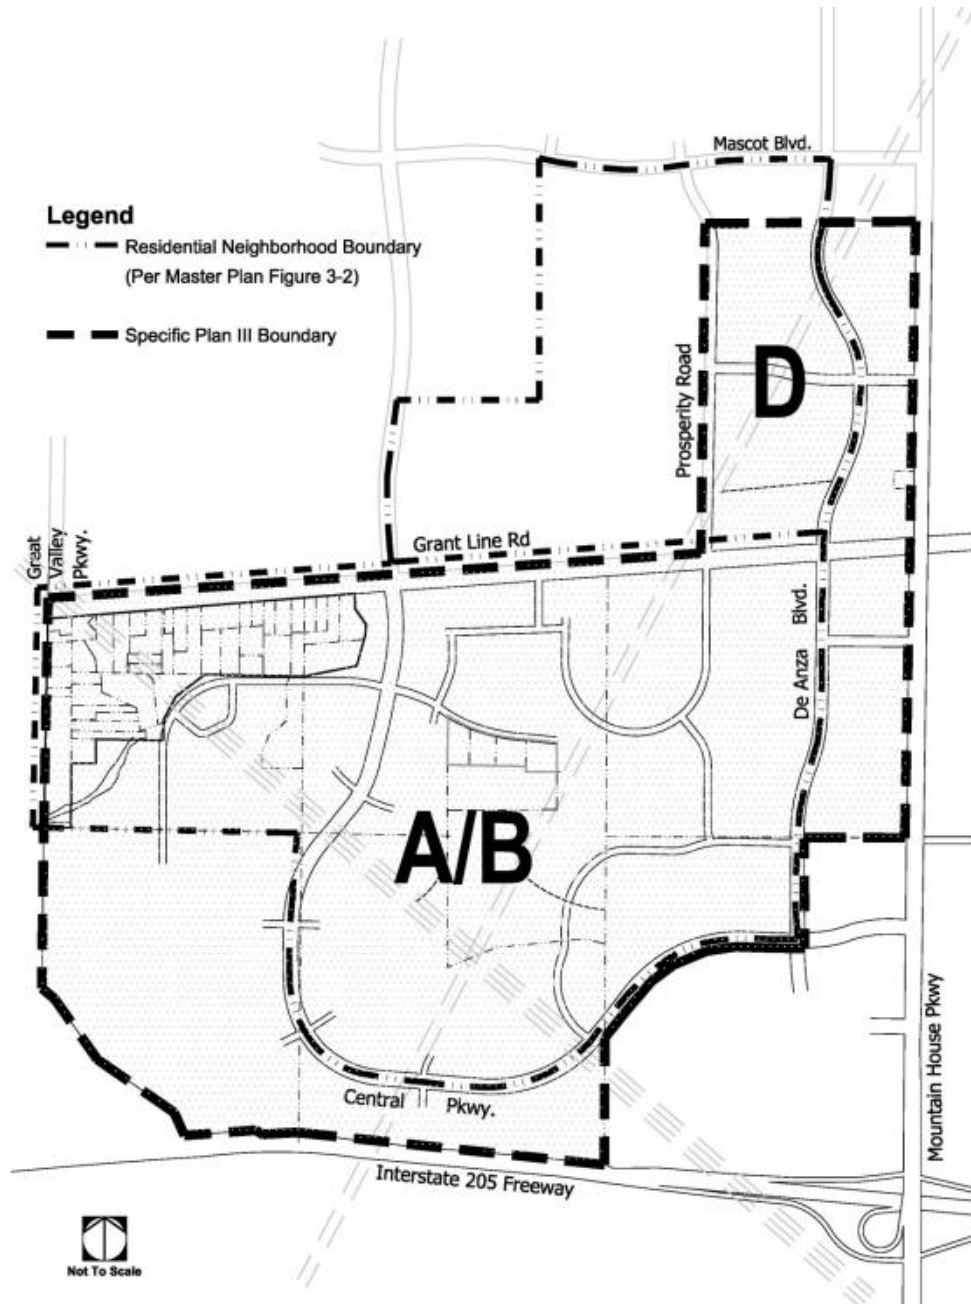 Mascot Blvd.
Legend
Residential Neighborhood Boundary
(Per Master Plan Figure 3-2)
Specific Plan III Boundary
D
Prosperity Road
Grant Line Rd
Great
Valley
Pkwy.
De Anza Blvd.
A/B
Central Pkwy.
Mountain House Pkwy
Interstate 205 Freeway
Not To Scale